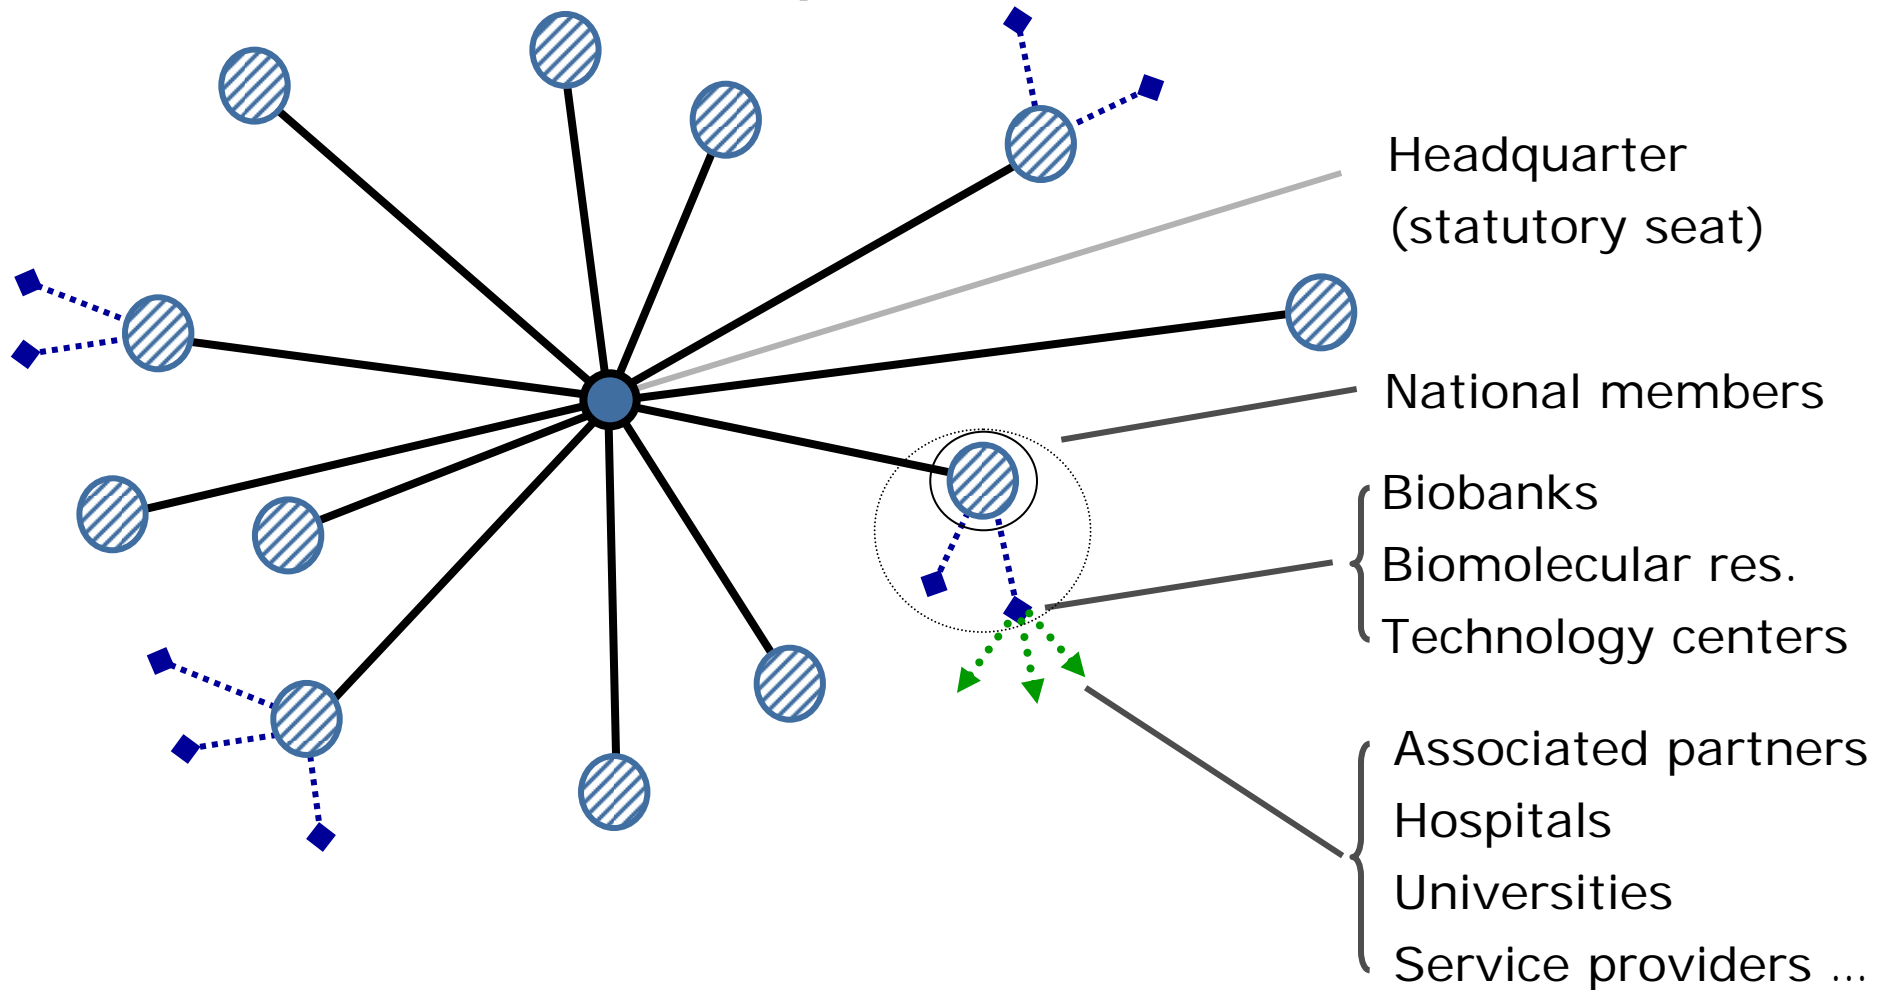 Headquarter
(statutory seat)
National members
Biobanks
Biomolecular res.
Technology centers
Associated partners
Hospitals
Universities
Service providers ...